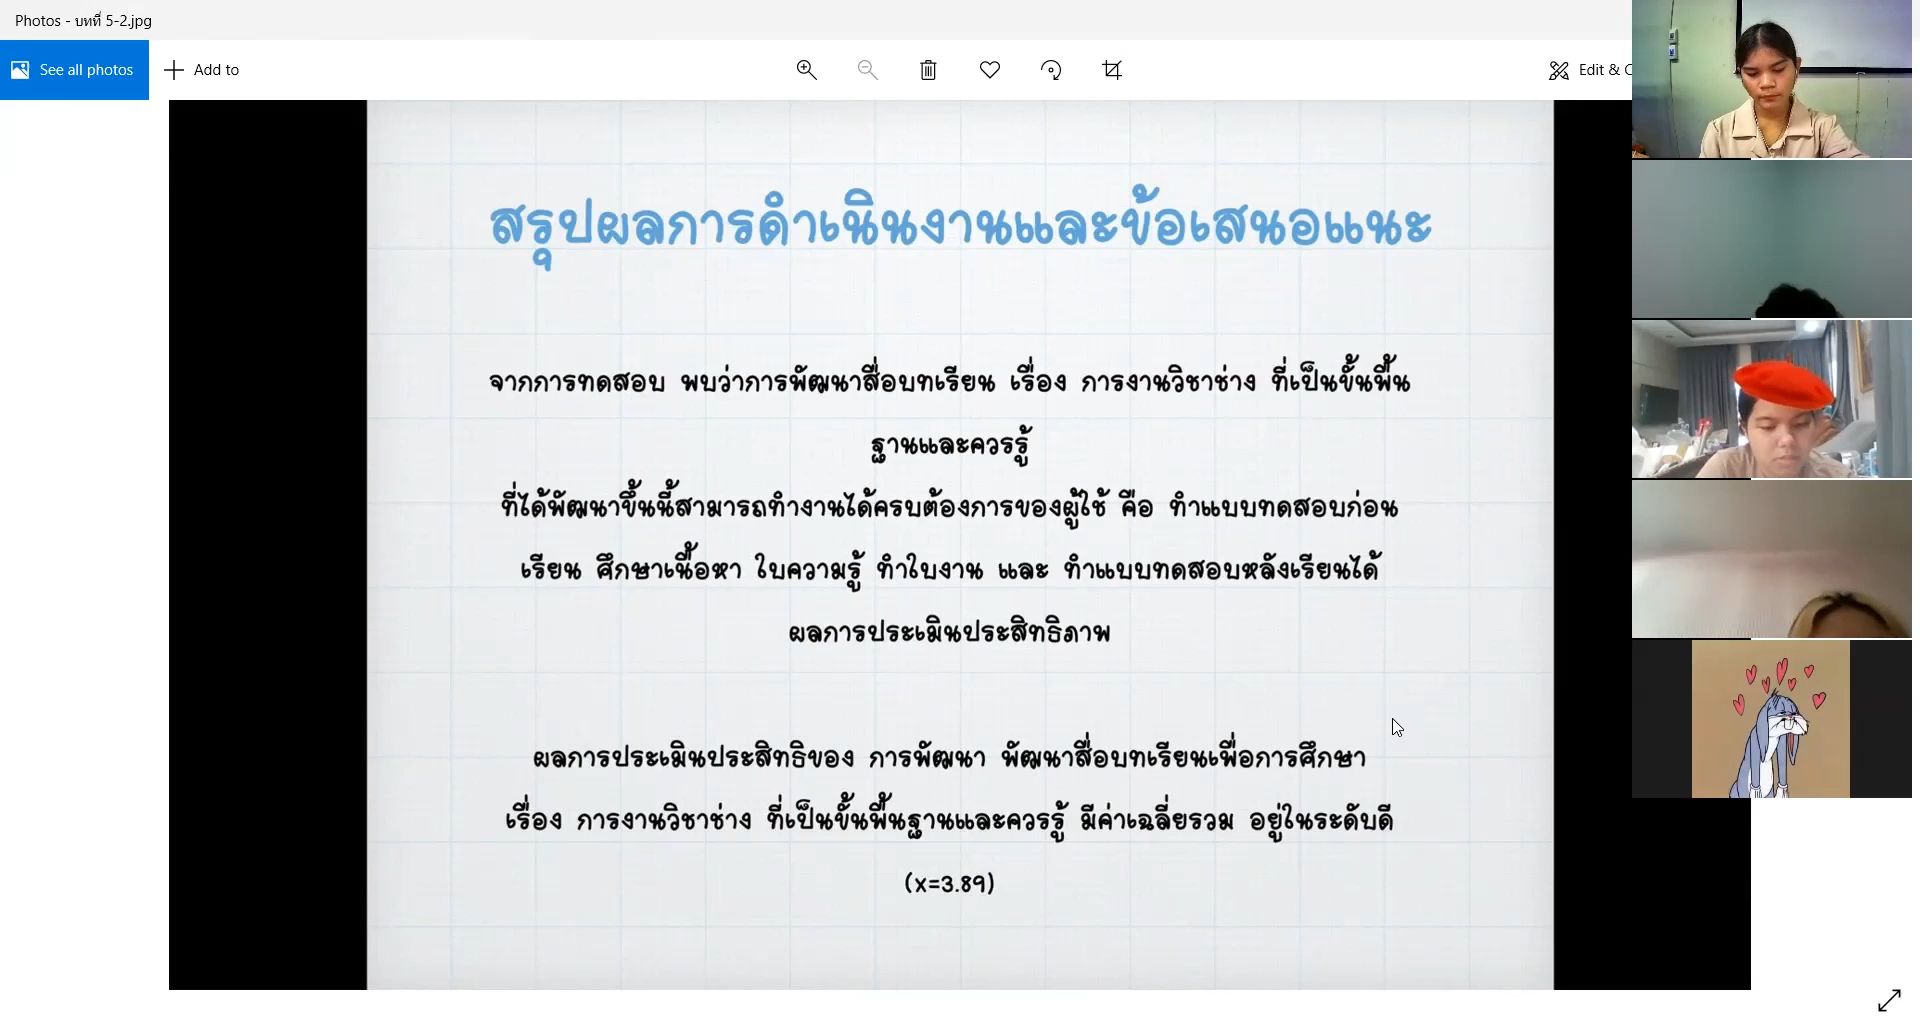 Photos - บทที่ 5-2.jpg
See all photos
Add to
Edit & C
สรุปผลการดำเนินงานและข้อเสนอแนะ
จากการทดสอบ พบว่าการพัฒนาสื่อบทเรียน เรื่อง การงานวิชาช่าง ที่เป็นขั้นพื้น
ฐานและควรรู้
ที่ได้พัฒนาขึ้นนี้สามารถทำงานได้ครบต้องการของผู้ใช้ คือ ทำแบบทดสอบก่อน
เรียน ศึกษาเนื้อหา ใบความรู้ ทำใบงาน และ ทำแบบทดสอบหลังเรียนได้
ผลการประเมินประสิทธิภาพ
ผลการประเมินประสิทธิของ การพัฒนา พัฒนาสื่อบทเรียนเพื่อการศึกษา
เรื่อง การงานวิชาช่าง ที่เป็นขั้นพื้นฐานและควรรู้ มีค่าเฉลี่ยรวม อยู่ในระดับดี
(x=3.89)